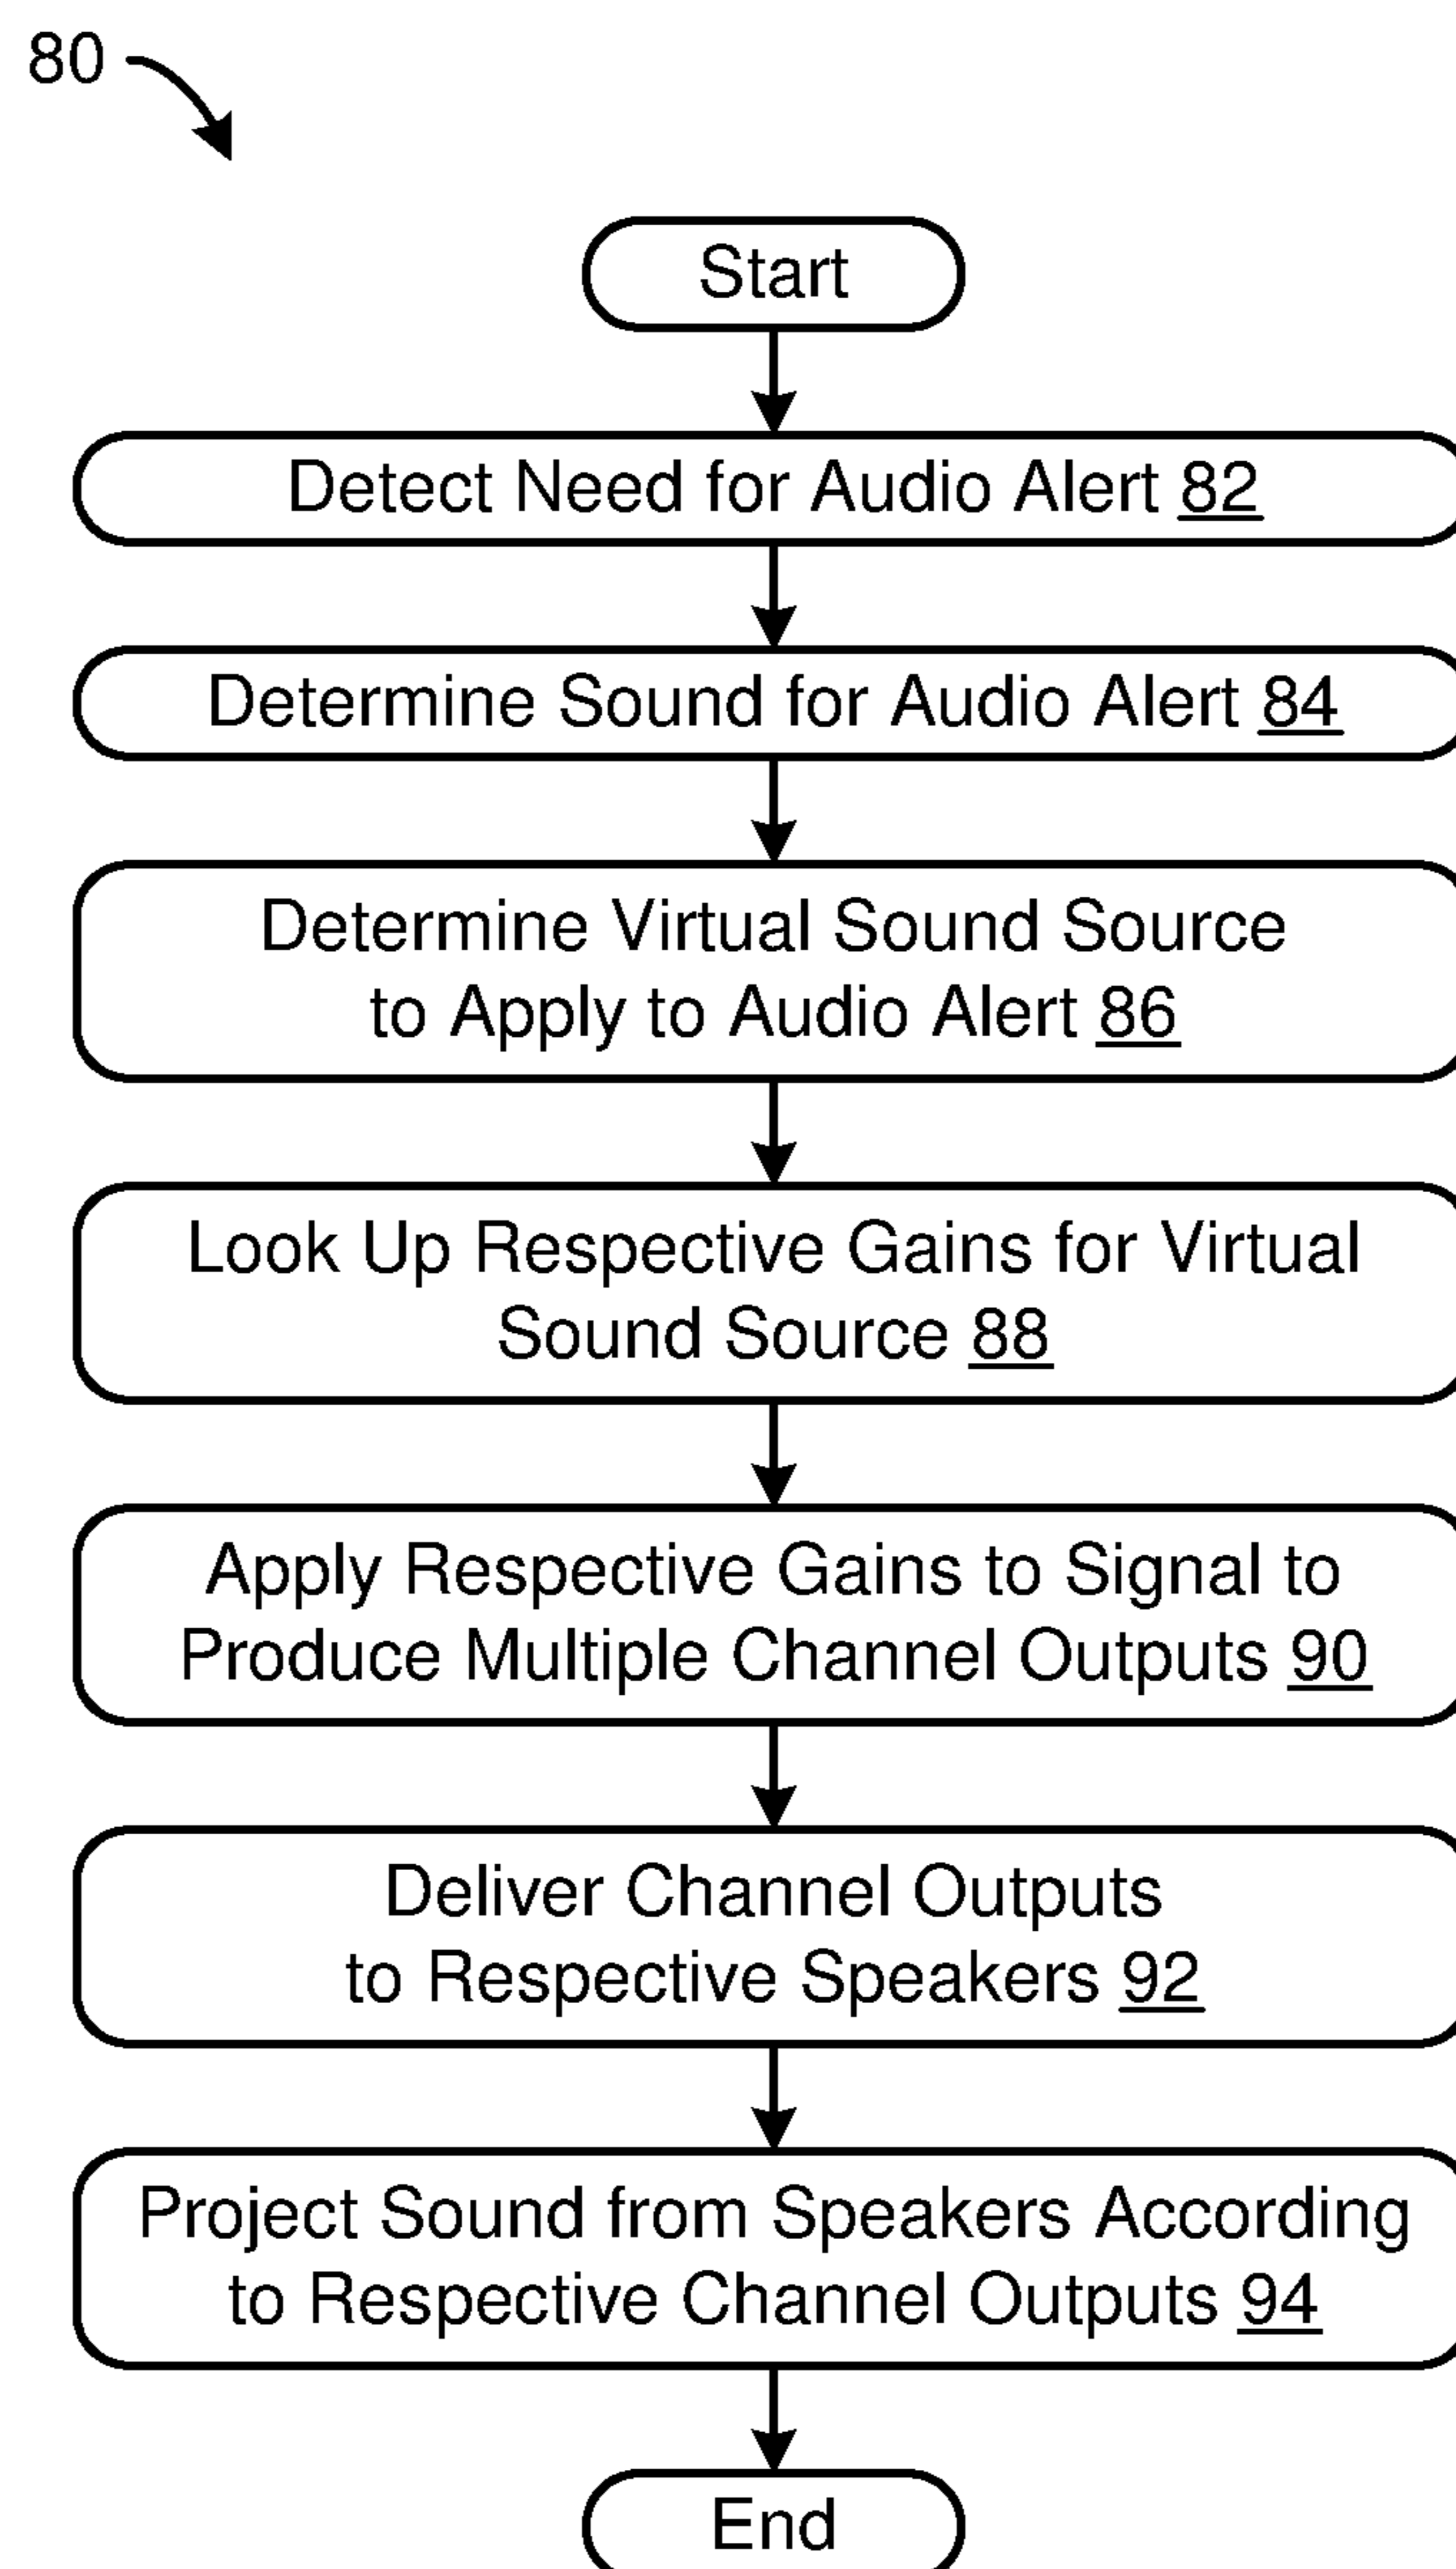 80
Start
Detect Need for Audio Alert 82
Determine Sound for Audio Alert 84
Determine Virtual Sound Source
to Apply to Audio Alert 86
Look Up Respective Gains for Virtual
Sound Source 88
Apply Respective Gains to Signal to
Produce Multiple Channel Outputs 90
Deliver Channel Outputs
to Respective Speakers 92
Project Sound from Speakers According
to Respective Channel Outputs 94
End